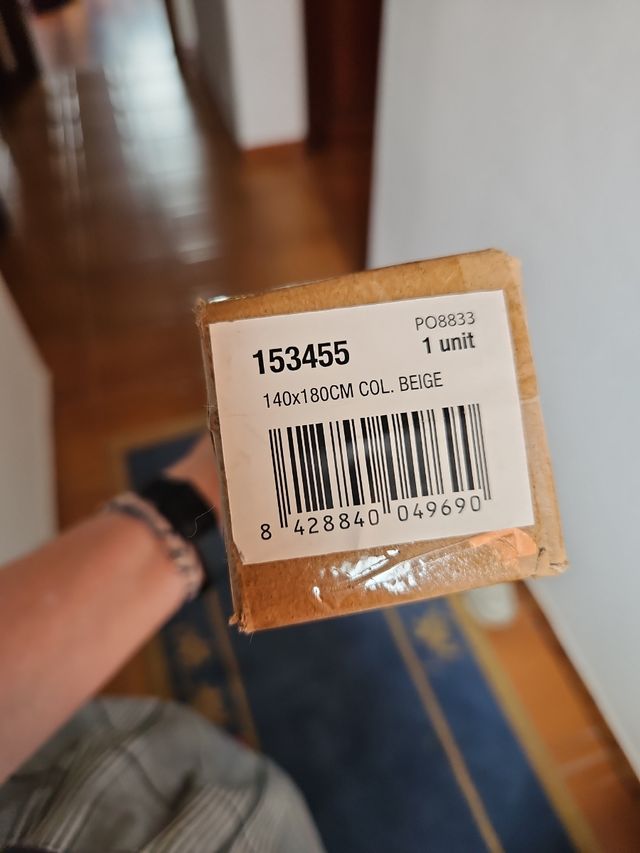 PO8833
153455 1 unit
140x180CM COL. BEIGE
8 428840 049690